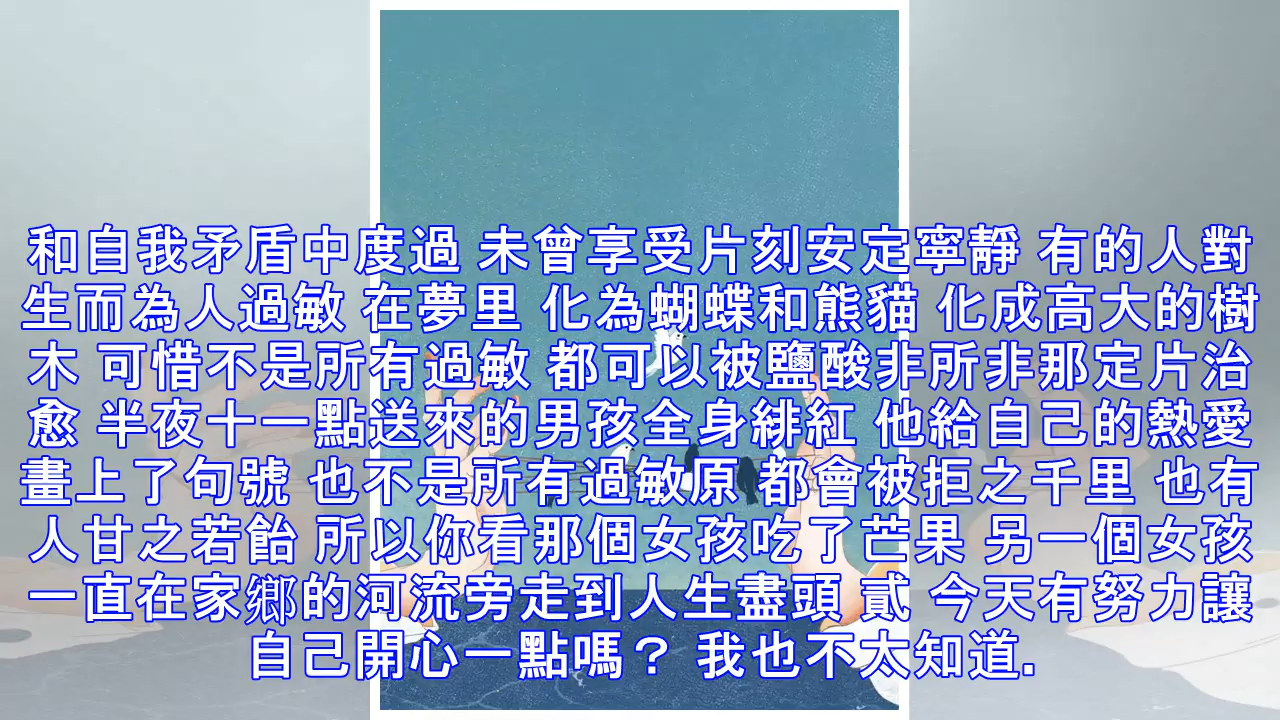 和自我矛盾中度過 未曾享受片刻安定寧靜 有的人對
生而為人過敏 在夢里 化為蝴蝶和熊貓 化成高大的樹
木 可惜不是所有過敏 都可以被鹽酸非所非那定片治
愈 半夜十一點送來的男孩全身緋紅 他給自己的熱愛
畫上了句號 也不是所有過敏原 都會被拒之千里 也有
人甘之若飴 所以你看那個女孩吃了芒果 另一個女孩
一直在家鄉的河流旁走到人生盡頭 貳 今天有努力讓
自己開心一點嗎？ 我也不太知道.